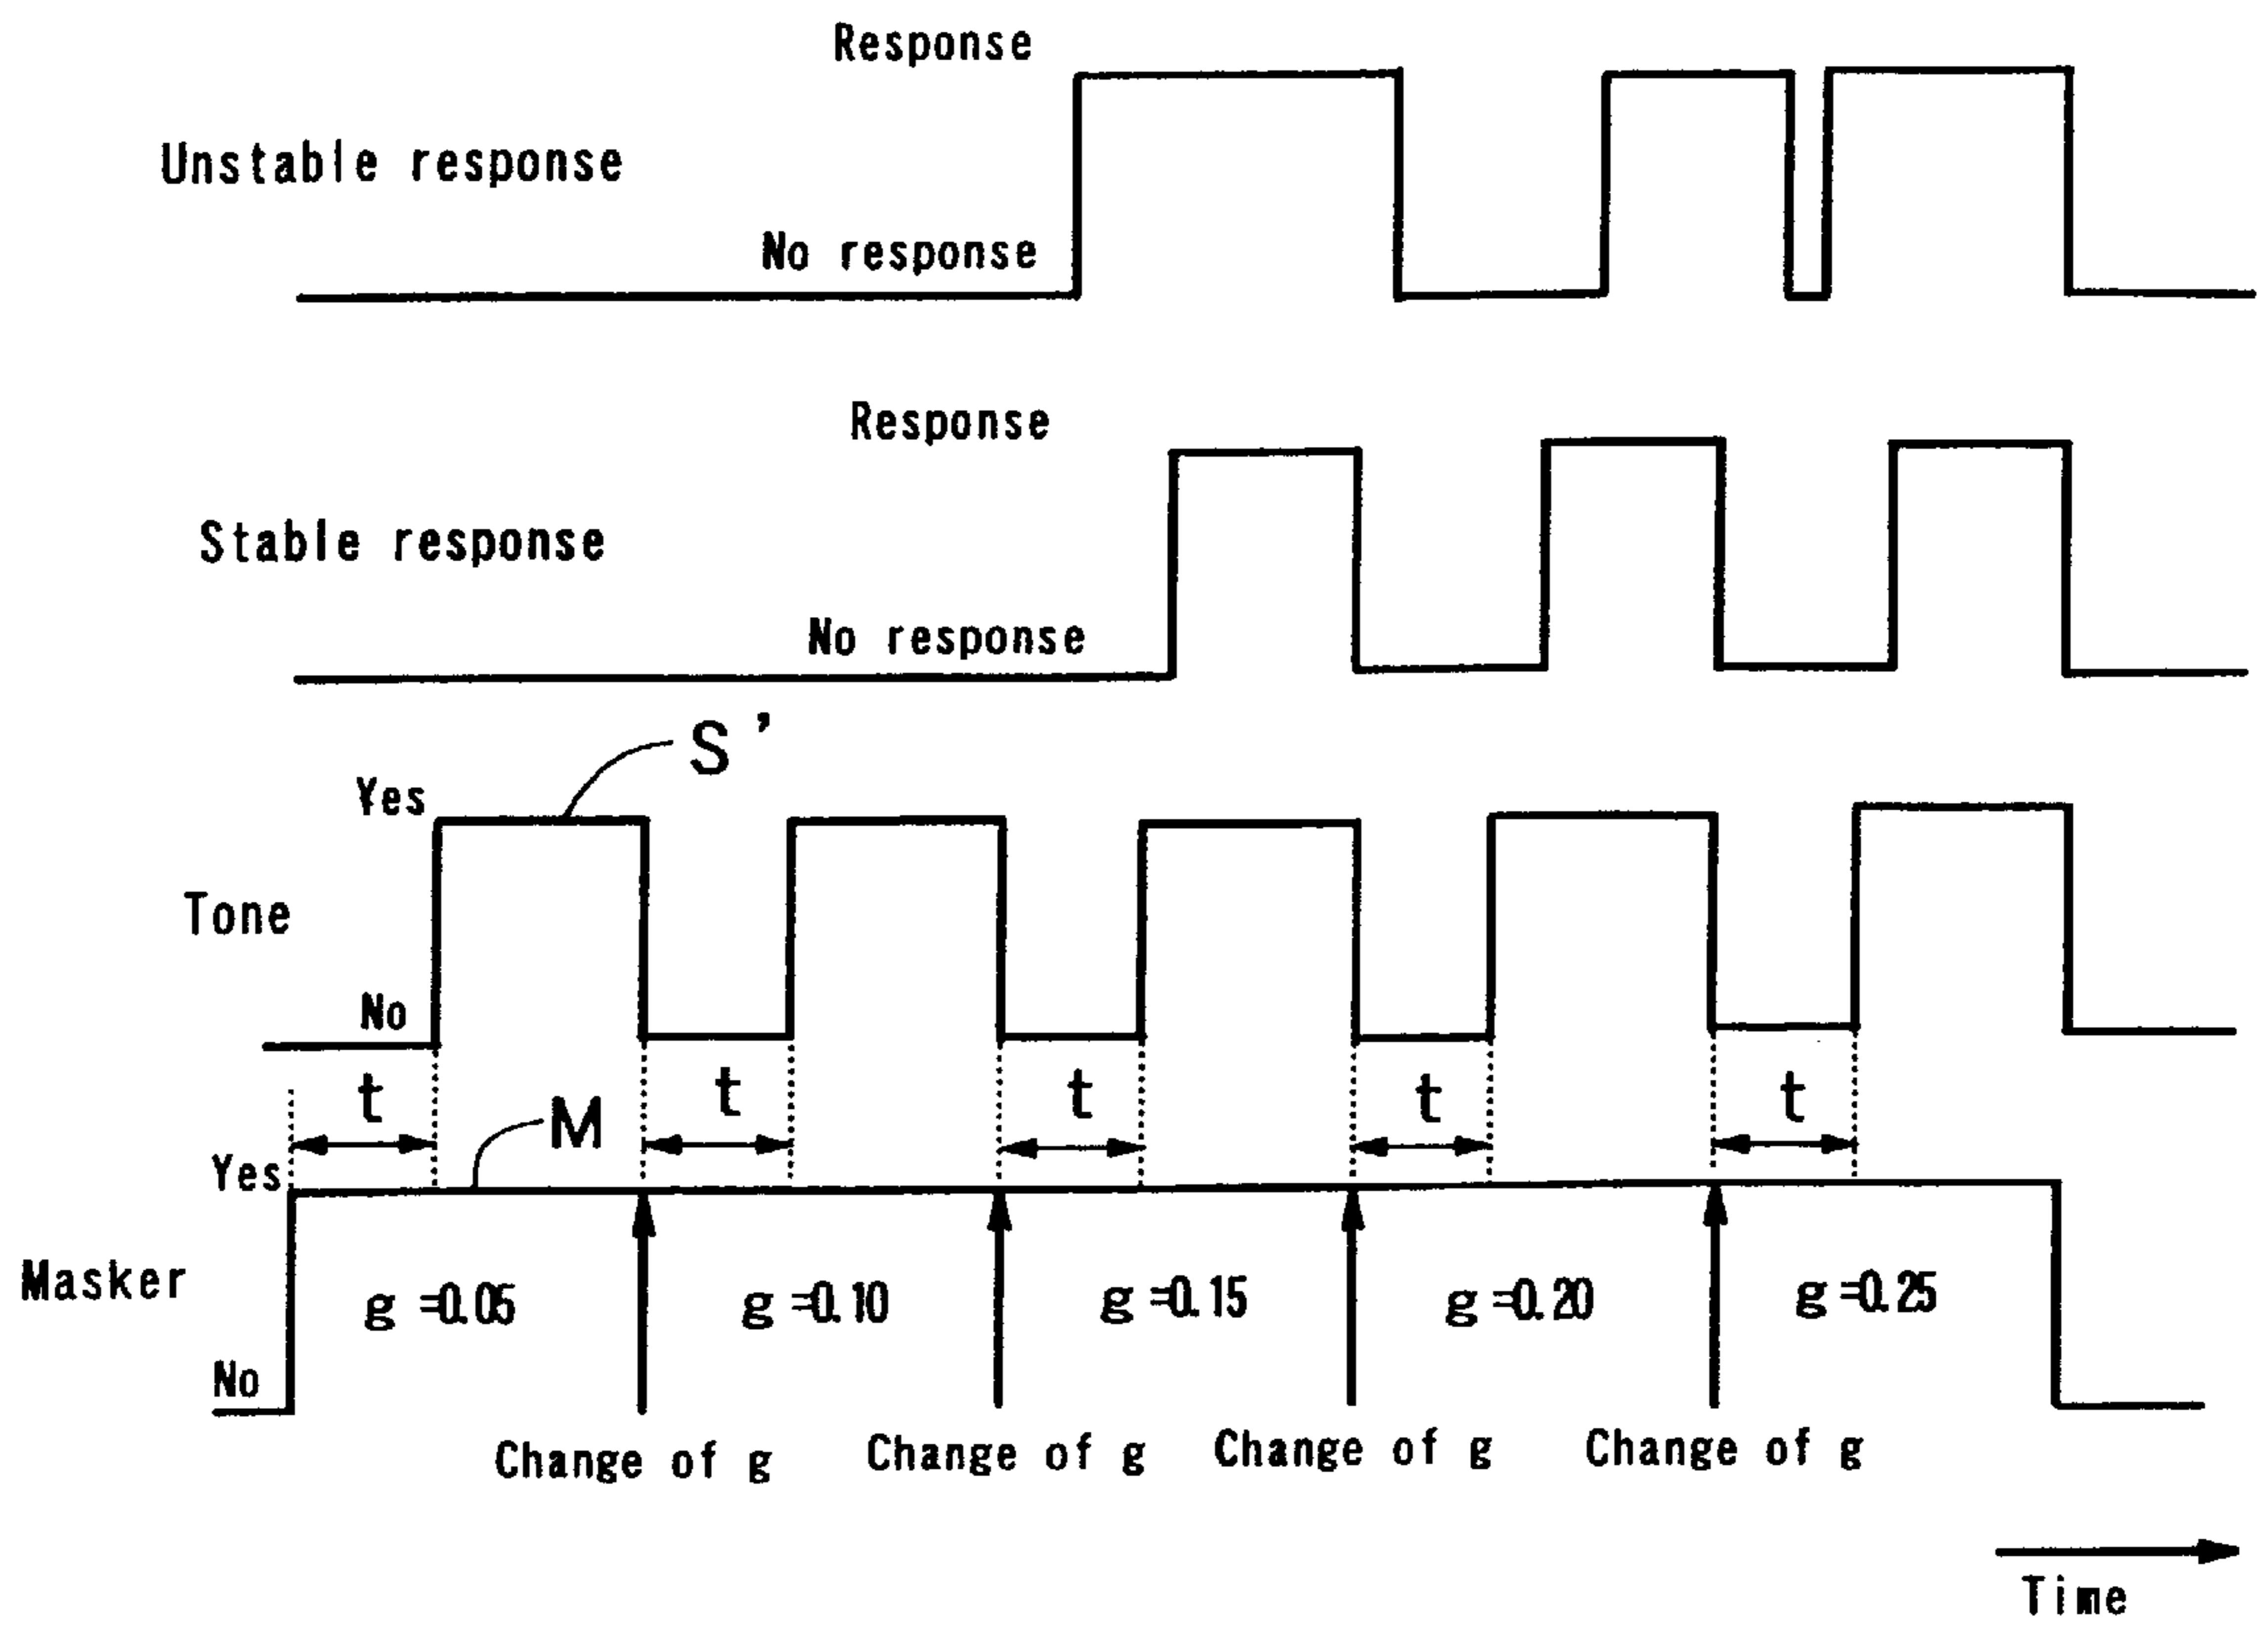 Response
Unstable response
No response
Response
Stable response
No response
S'
Yes
Tone
No
t t t t t
M
Yes
Masker
g=0.05 g=0.10 g=0.15 g=0.20 g=0.25
No
Change of g Change of g Change of g Change of g
Time